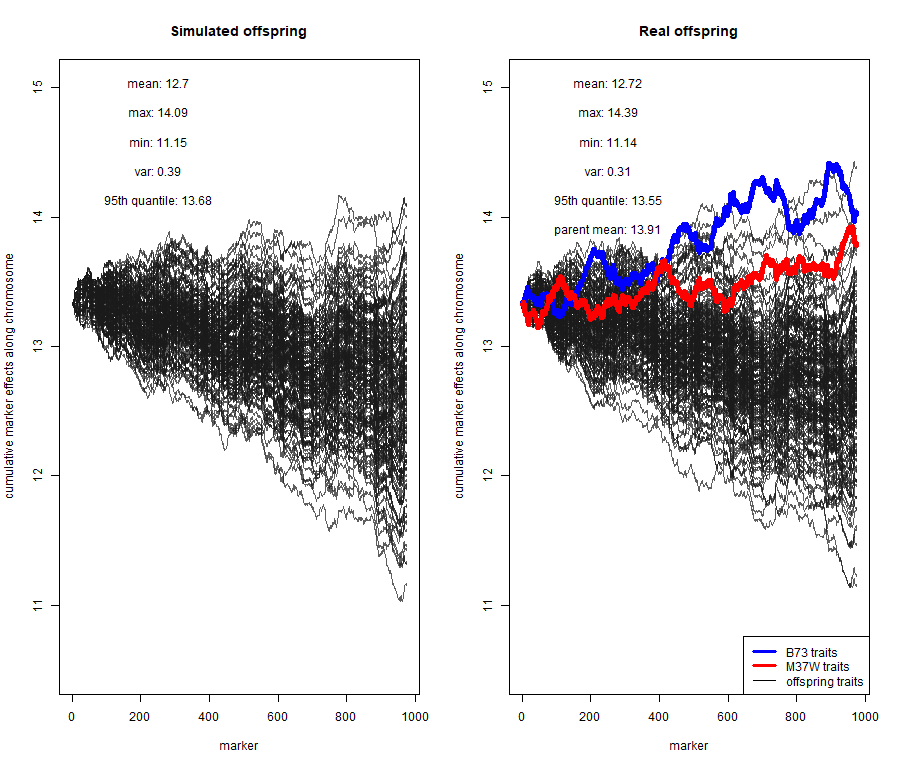 Simulated offspring
mean: 12.7
max: 14.09
min: 11.15
var: 0.39
95th quantile: 13.68
cumulative marker effects along chromosome
15
14
13
12
11
0
200
400
600
800
1000
marker
Real offspring
mean: 12.72
max: 14.39
min: 11.14
var: 0.31
95th quantile: 13.55
parent mean: 13.91
cumulative marker effects along chromosome
15
14
13
12
11
B73 traits
M37W traits
offspring traits
0
200
400
600
800
1000
marker